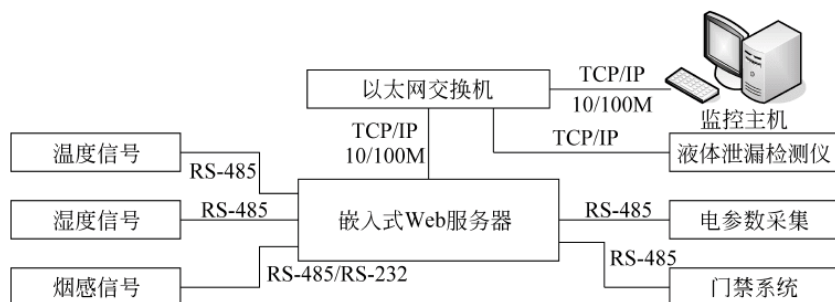 TCP/IP
以太网交换机
10/100M
监控主机
TCP/IP
10/100M
TCP/IP
温度信号
液体泄漏检测仪
RS-485
湿度信号
RS-485
嵌入式Web服务器
RS-485
电参数采集
RS-485
烟感信号
RS-485/RS-232
门禁系统